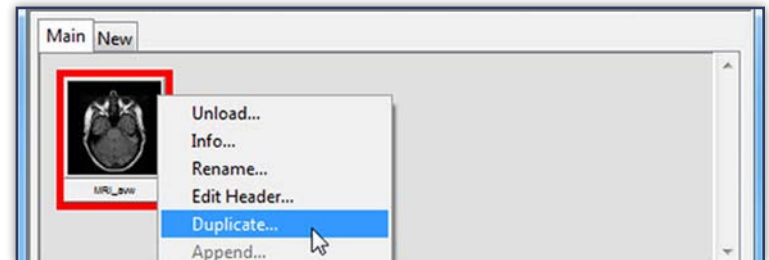 Main New
Unload...
Info...
Rename...
MRI_avw
Edit Header...
Duplicate...
Append...